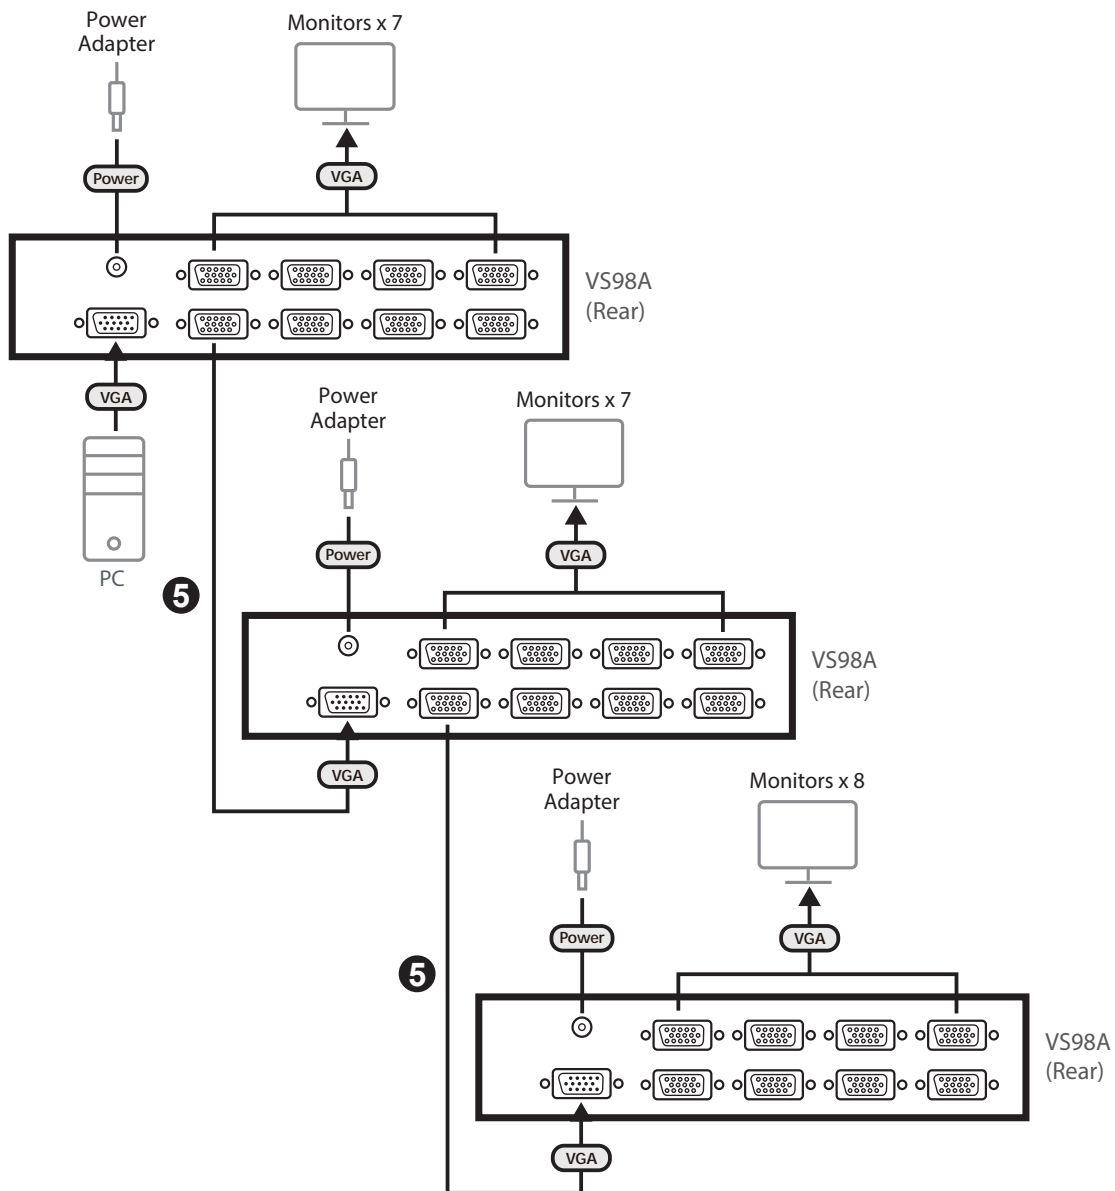 Power
Adapter
Monitors x 7
Power
VGA
VS98A
(Rear)
VGA
PC
5
Power
Adapter
Monitors x 7
Power
VGA
VS98A
(Rear)
VGA
5
Power
Adapter
Monitors x 8
Power
VGA
VS98A
(Rear)
VGA